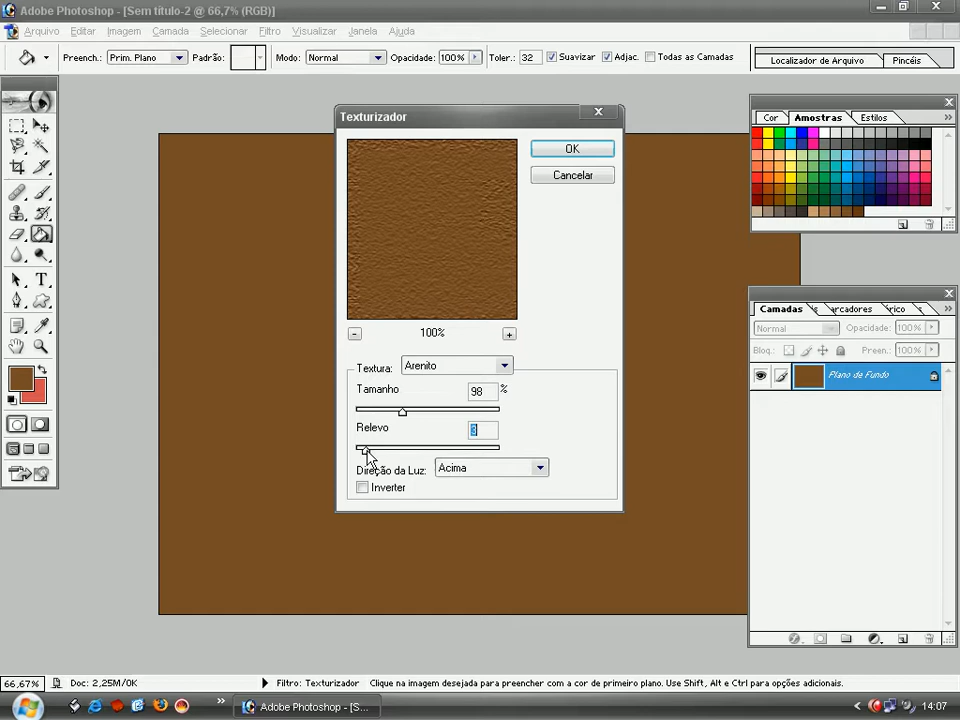 Adobe Photoshop - [Sem título-2 @ 66,7% (RGB)]
Arquivo Editar Imagem Camada Selecionar Filtro Visualizar Janela Ajuda
Preench.: Prim. Plano Padrão: Modo: Normal Opacidade: 100% Toler.: 32 Suavizar Adjac. Todas as Camadas Localizador de Arquivo Pincéis
Texturizador
OK
Cancelar
100%
Textura: Arenito
Tamanho
98 %
Relevo
3
Direção da Luz: Acima
Inverter
Cor Amostras Estilos
Camadas arcadores rico
Normal Opacidade: 100%
Bloq.: Preen.: 100%
Plano de Fundo
66,67% Doc: 2,25M/0K Filtro: Texturizador Clique na imagem desejada para preencher com a cor de primeiro plano. Use Shift, Alt e Ctrl para opções adicionais.
Adobe Photoshop - [S... 14:07